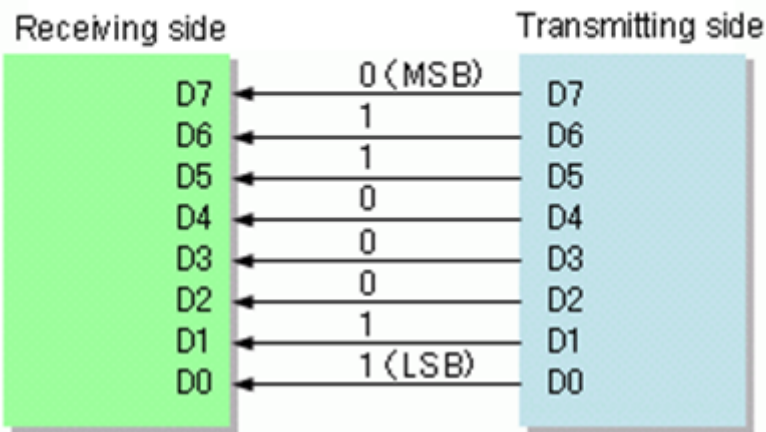 Receiving side Transmitting side
D7 0(MSB) D7
D6 1 D6
D5 1 D5
D4 0 D4
D3 0 D3
D2 0 D2
D1 1 D1
D0 1(LSB) D0